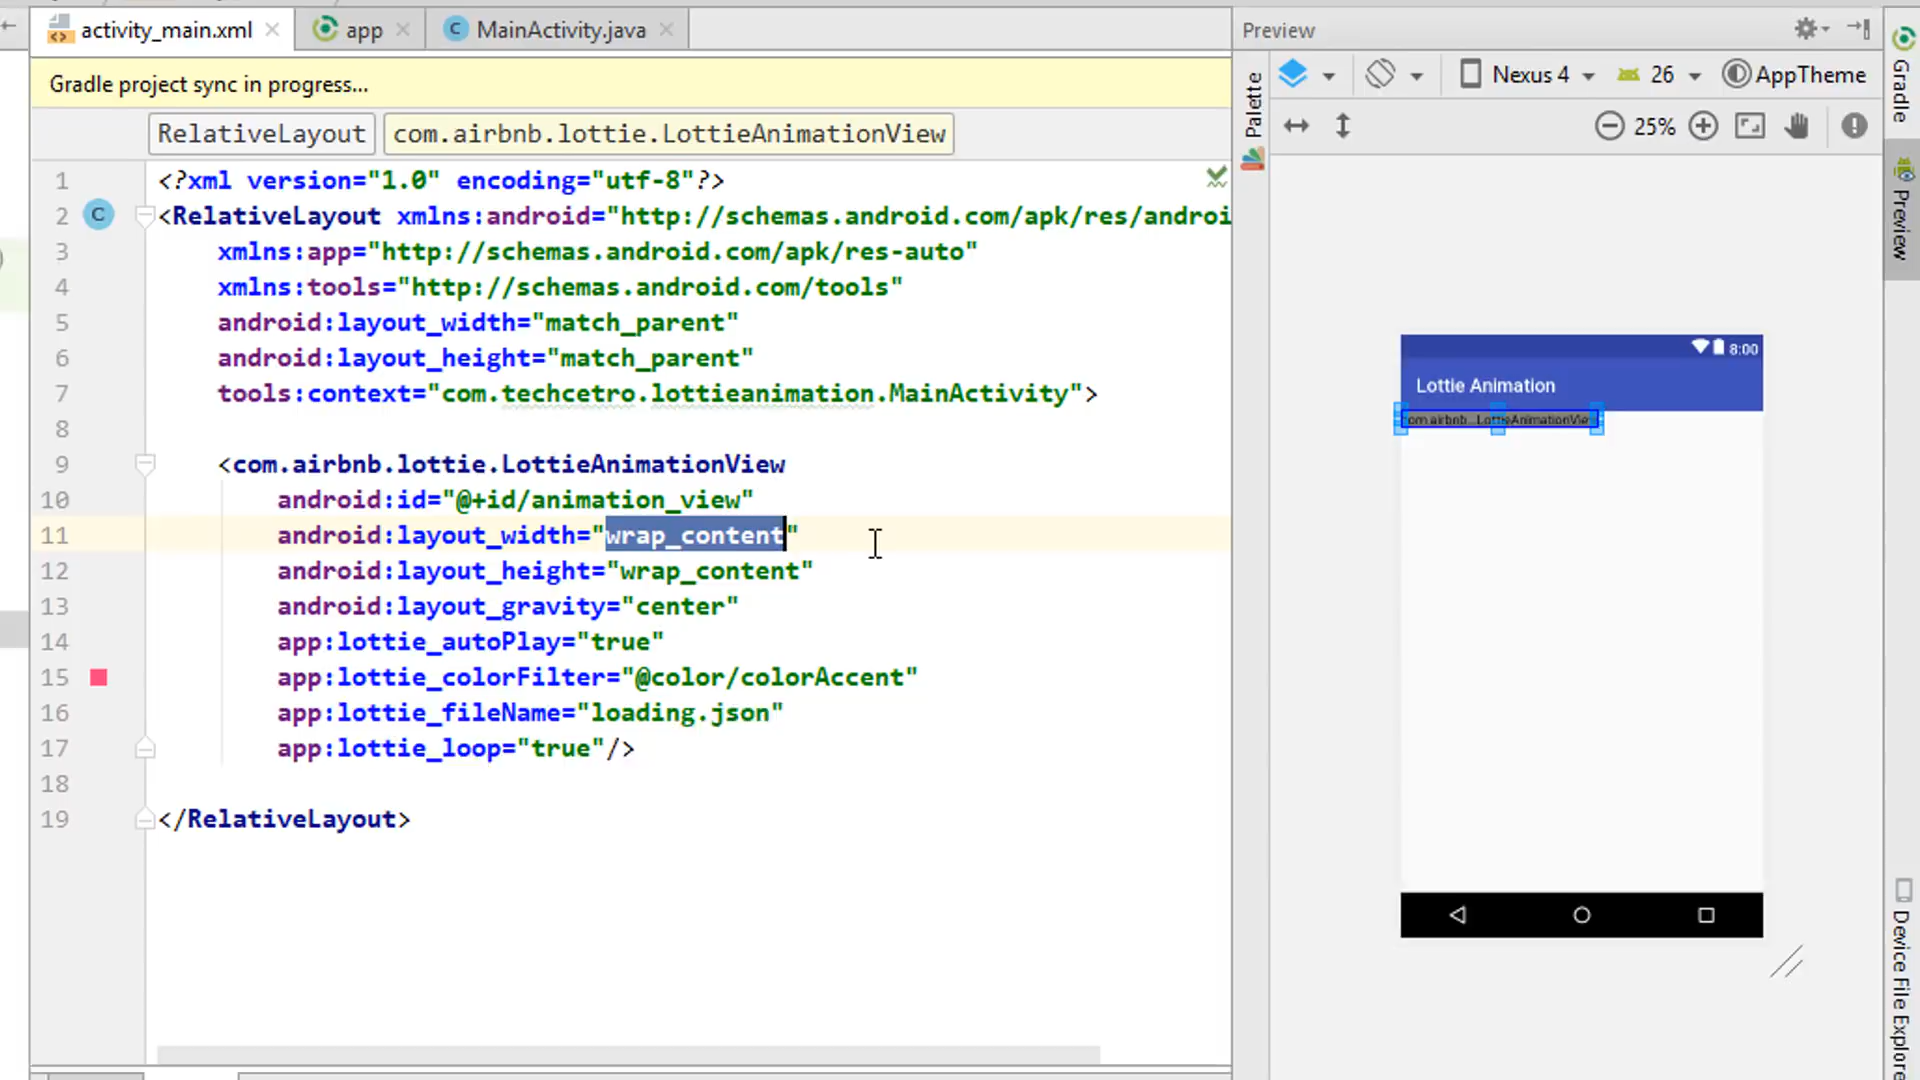 activity_main.xml
app
MainActivity.java
Preview
Gradle project sync in progress...
Palette
Nexus 4
26
AppTheme
Gradle
RelativeLayout
com.airbnb.lottie.LottieAnimationView
25%
Preview
1 <?xml version="1.0" encoding="utf-8"?>
2 C <RelativeLayout xmlns:android="http://schemas.android.com/apk/res/androi
3 xmlns:app="http://schemas.android.com/apk/res-auto"
4 xmlns:tools="http://schemas.android.com/tools"
5 android:layout_width="match_parent"
6 android:layout_height="match_parent"
7 tools:context="com.techcetro.lottieanimation.MainActivity">
8
9 <com.airbnb.lottie.LottieAnimationView
10 android:id="@+id/animation_view"
11 android:layout_width="wrap_content"
12 android:layout_height="wrap_content"
13 android:layout_gravity="center"
14 app:lottie_autoPlay="true"
15 app:lottie_colorFilter="@color/colorAccent"
16 app:lottie_fileName="loading.json"
17 app:lottie_loop="true"/>
18
19 </RelativeLayout>
8:00
Lottie Animation
om.airbnb...LottieAnimationVie
Device File Explore